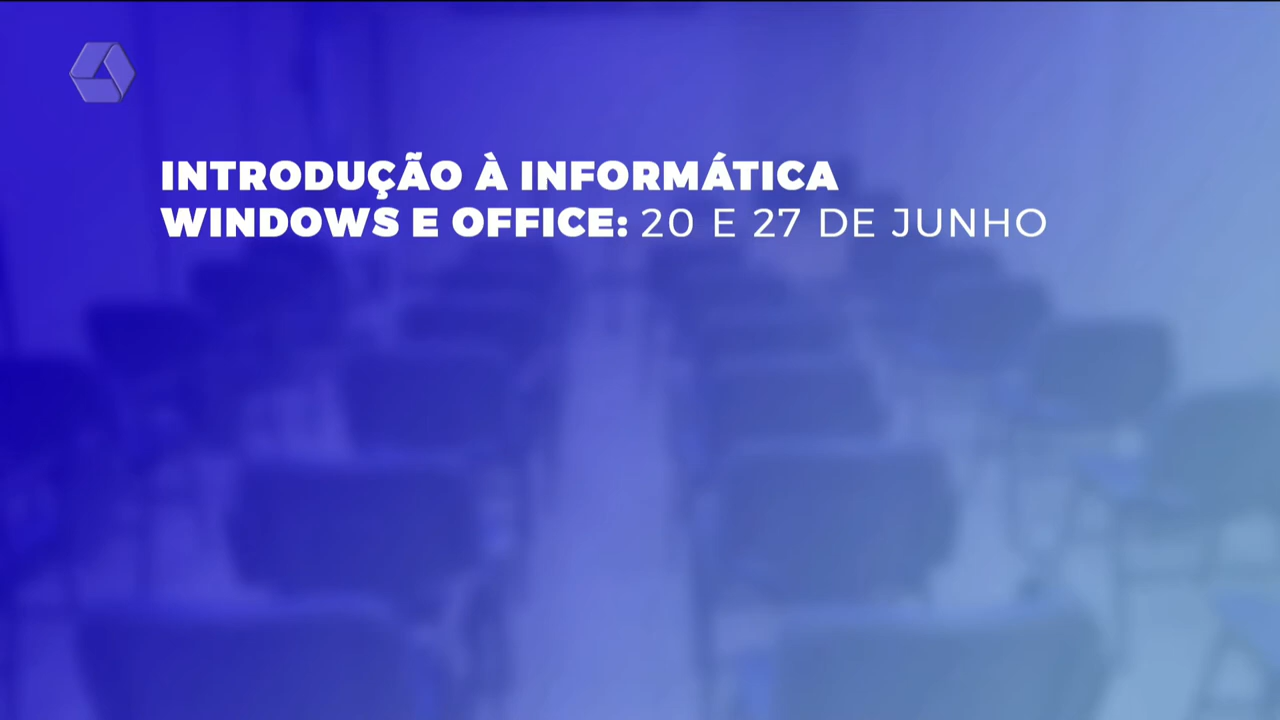 INTRODUÇÃO À INFORMÁTICA
WINDOWS E OFFICE: 20 E 27 DE JUNHO